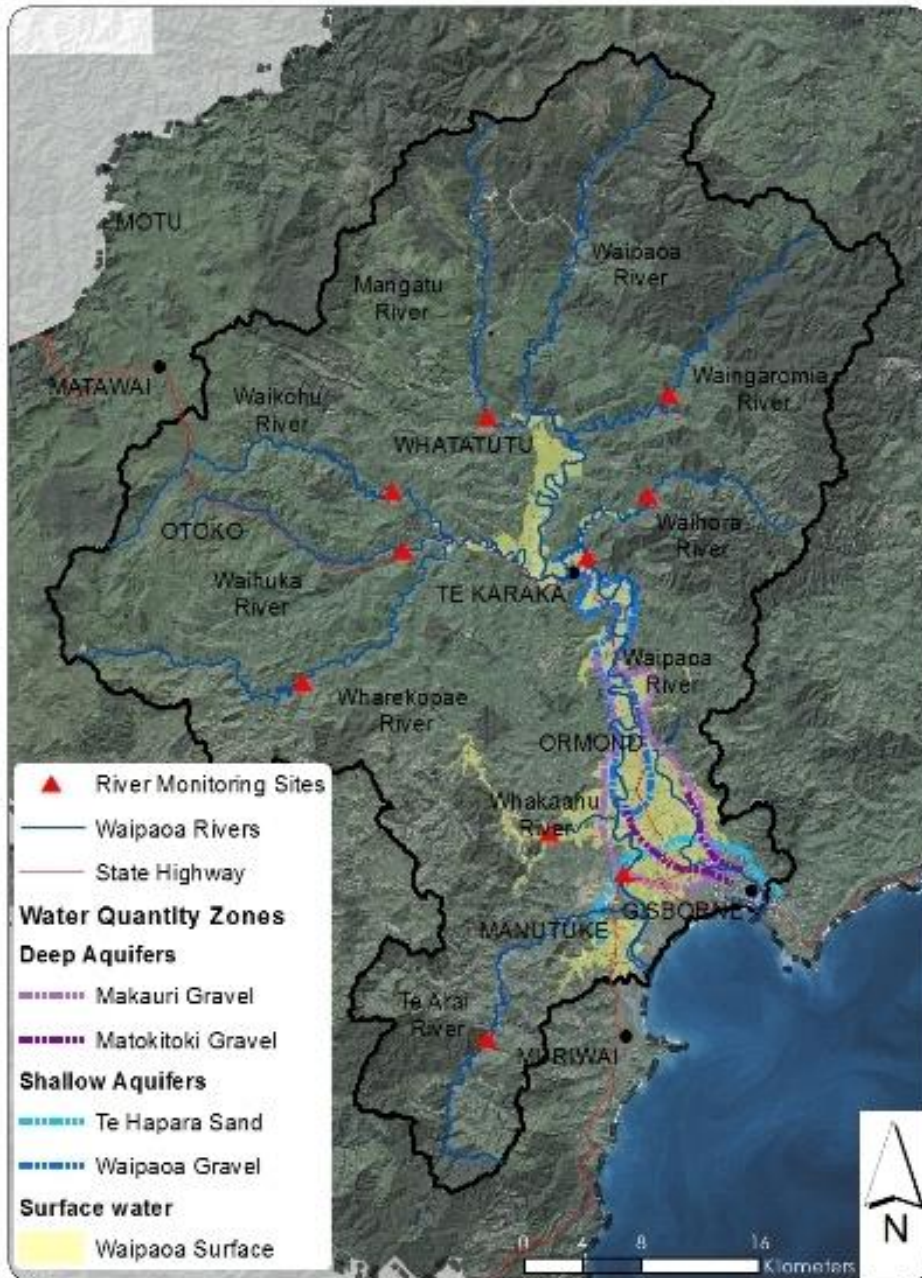 MOTU
Waipaoa
River
Mangatu
River
MATAWAI
Waikohu
River
Waingaromia
River
WHATATUTU
OTOKO
Waihora
River
Waihuka
River
TE KARAKA
Waipaoa
River
Wharekopae
River
ORMOND
Whakaahu
River
GISBORNE
MANUTUKE
Te Arai
River
MURIWAI
River Monitoring Sites
Waipaoa Rivers
State Highway
Water Quantity Zones
Deep Aquifers
Makauri Gravel
Matokitoki Gravel
Shallow Aquifers
Te Hapara Sand
Waipaoa Gravel
Surface water
Waipaoa Surface
N
0 4 8 16
Kilometers